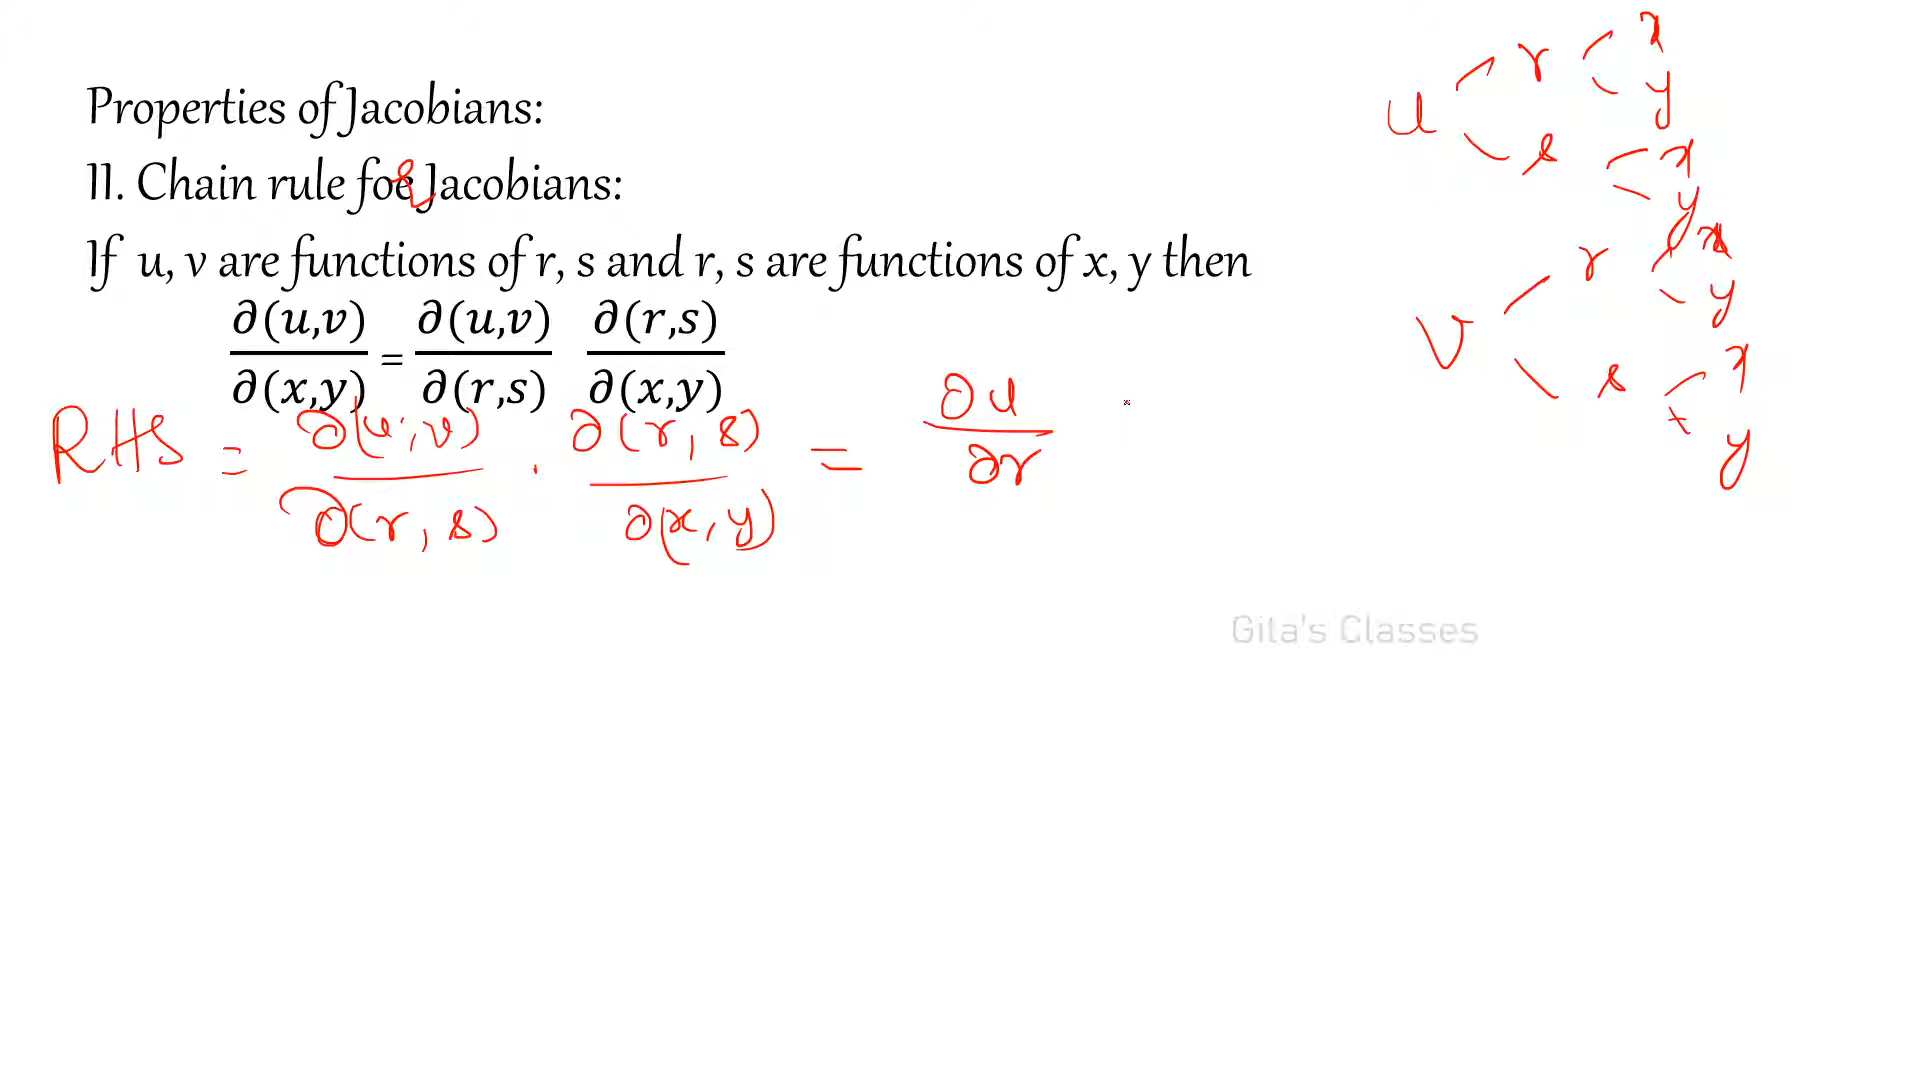 Properties of Jacobians:
II. Chain rule foe Jacobians:
If u, v are functions of r, s and r, s are functions of x, y then
∂(u,v)/∂(x,y) = ∂(u,v)/∂(r,s) ∂(r,s)/∂(x,y)
RHS = ∂(u,v)/∂(r,s) . ∂(r,s)/∂(x,y) = ∂u/∂r
u
r
x
y
s
x
y
v
r
x
y
s
x
y
Gita's Classes